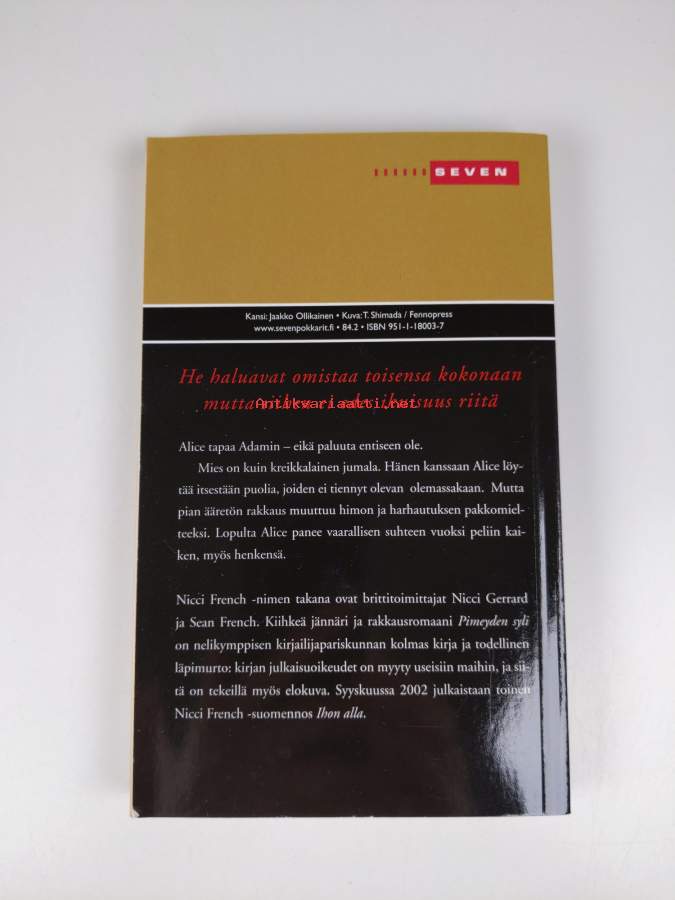 SEVEN
Kansi: Jaakko Ollikainen • Kuva: T. Shimada / Fennopress
www.sevenpokkarit.fi • 84.2 • ISBN 951-1-18003-7
He haluavat omistaa toisensa kokonaan
mutta riitä
Antikvariaatti.net
Alice tapaa Adamin – eikä paluuta entiseen ole.
Mies on kuin kreikkalainen jumala. Hänen kanssaan Alice löy-
tää itsestään puolia, joiden ei tiennyt olevan olemassakaan. Mutta
pian ääretön rakkaus muuttuu himon ja harhautuksen pakkomiel-
teeksi. Lopulta Alice panee vaarallisen suhteen vuoksi peliin kai-
ken, myös henkensä.
Nicci French -nimen takana ovat brittitoimittajat Nicci Gerrard
ja Sean French. Kiihkeä jännäri ja rakkausromaani Pimeyden syli
on nelikymppisen kirjailijapariskunnan kolmas kirja ja todellinen
läpimurto: kirjan julkaisuoikeudet on myyty useisiin maihin, ja sii-
tä on tekeillä myös elokuva. Syyskuussa 2002 julkaistaan toinen
Nicci French -suomennos Ihon alla.